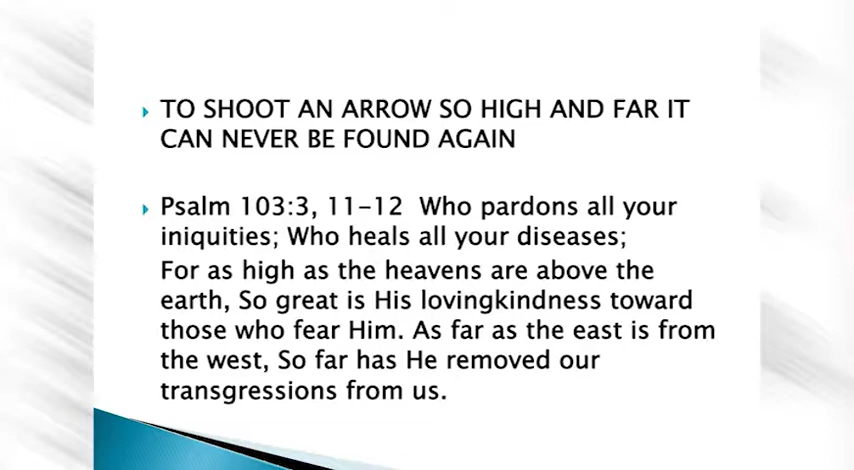 TO SHOOT AN ARROW SO HIGH AND FAR IT
CAN NEVER BE FOUND AGAIN
Psalm 103:3, 11–12 Who pardons all your
iniquities; Who heals all your diseases;
For as high as the heavens are above the
earth, So great is His lovingkindness toward
those who fear Him. As far as the east is from
the west, So far has He removed our
transgressions from us.